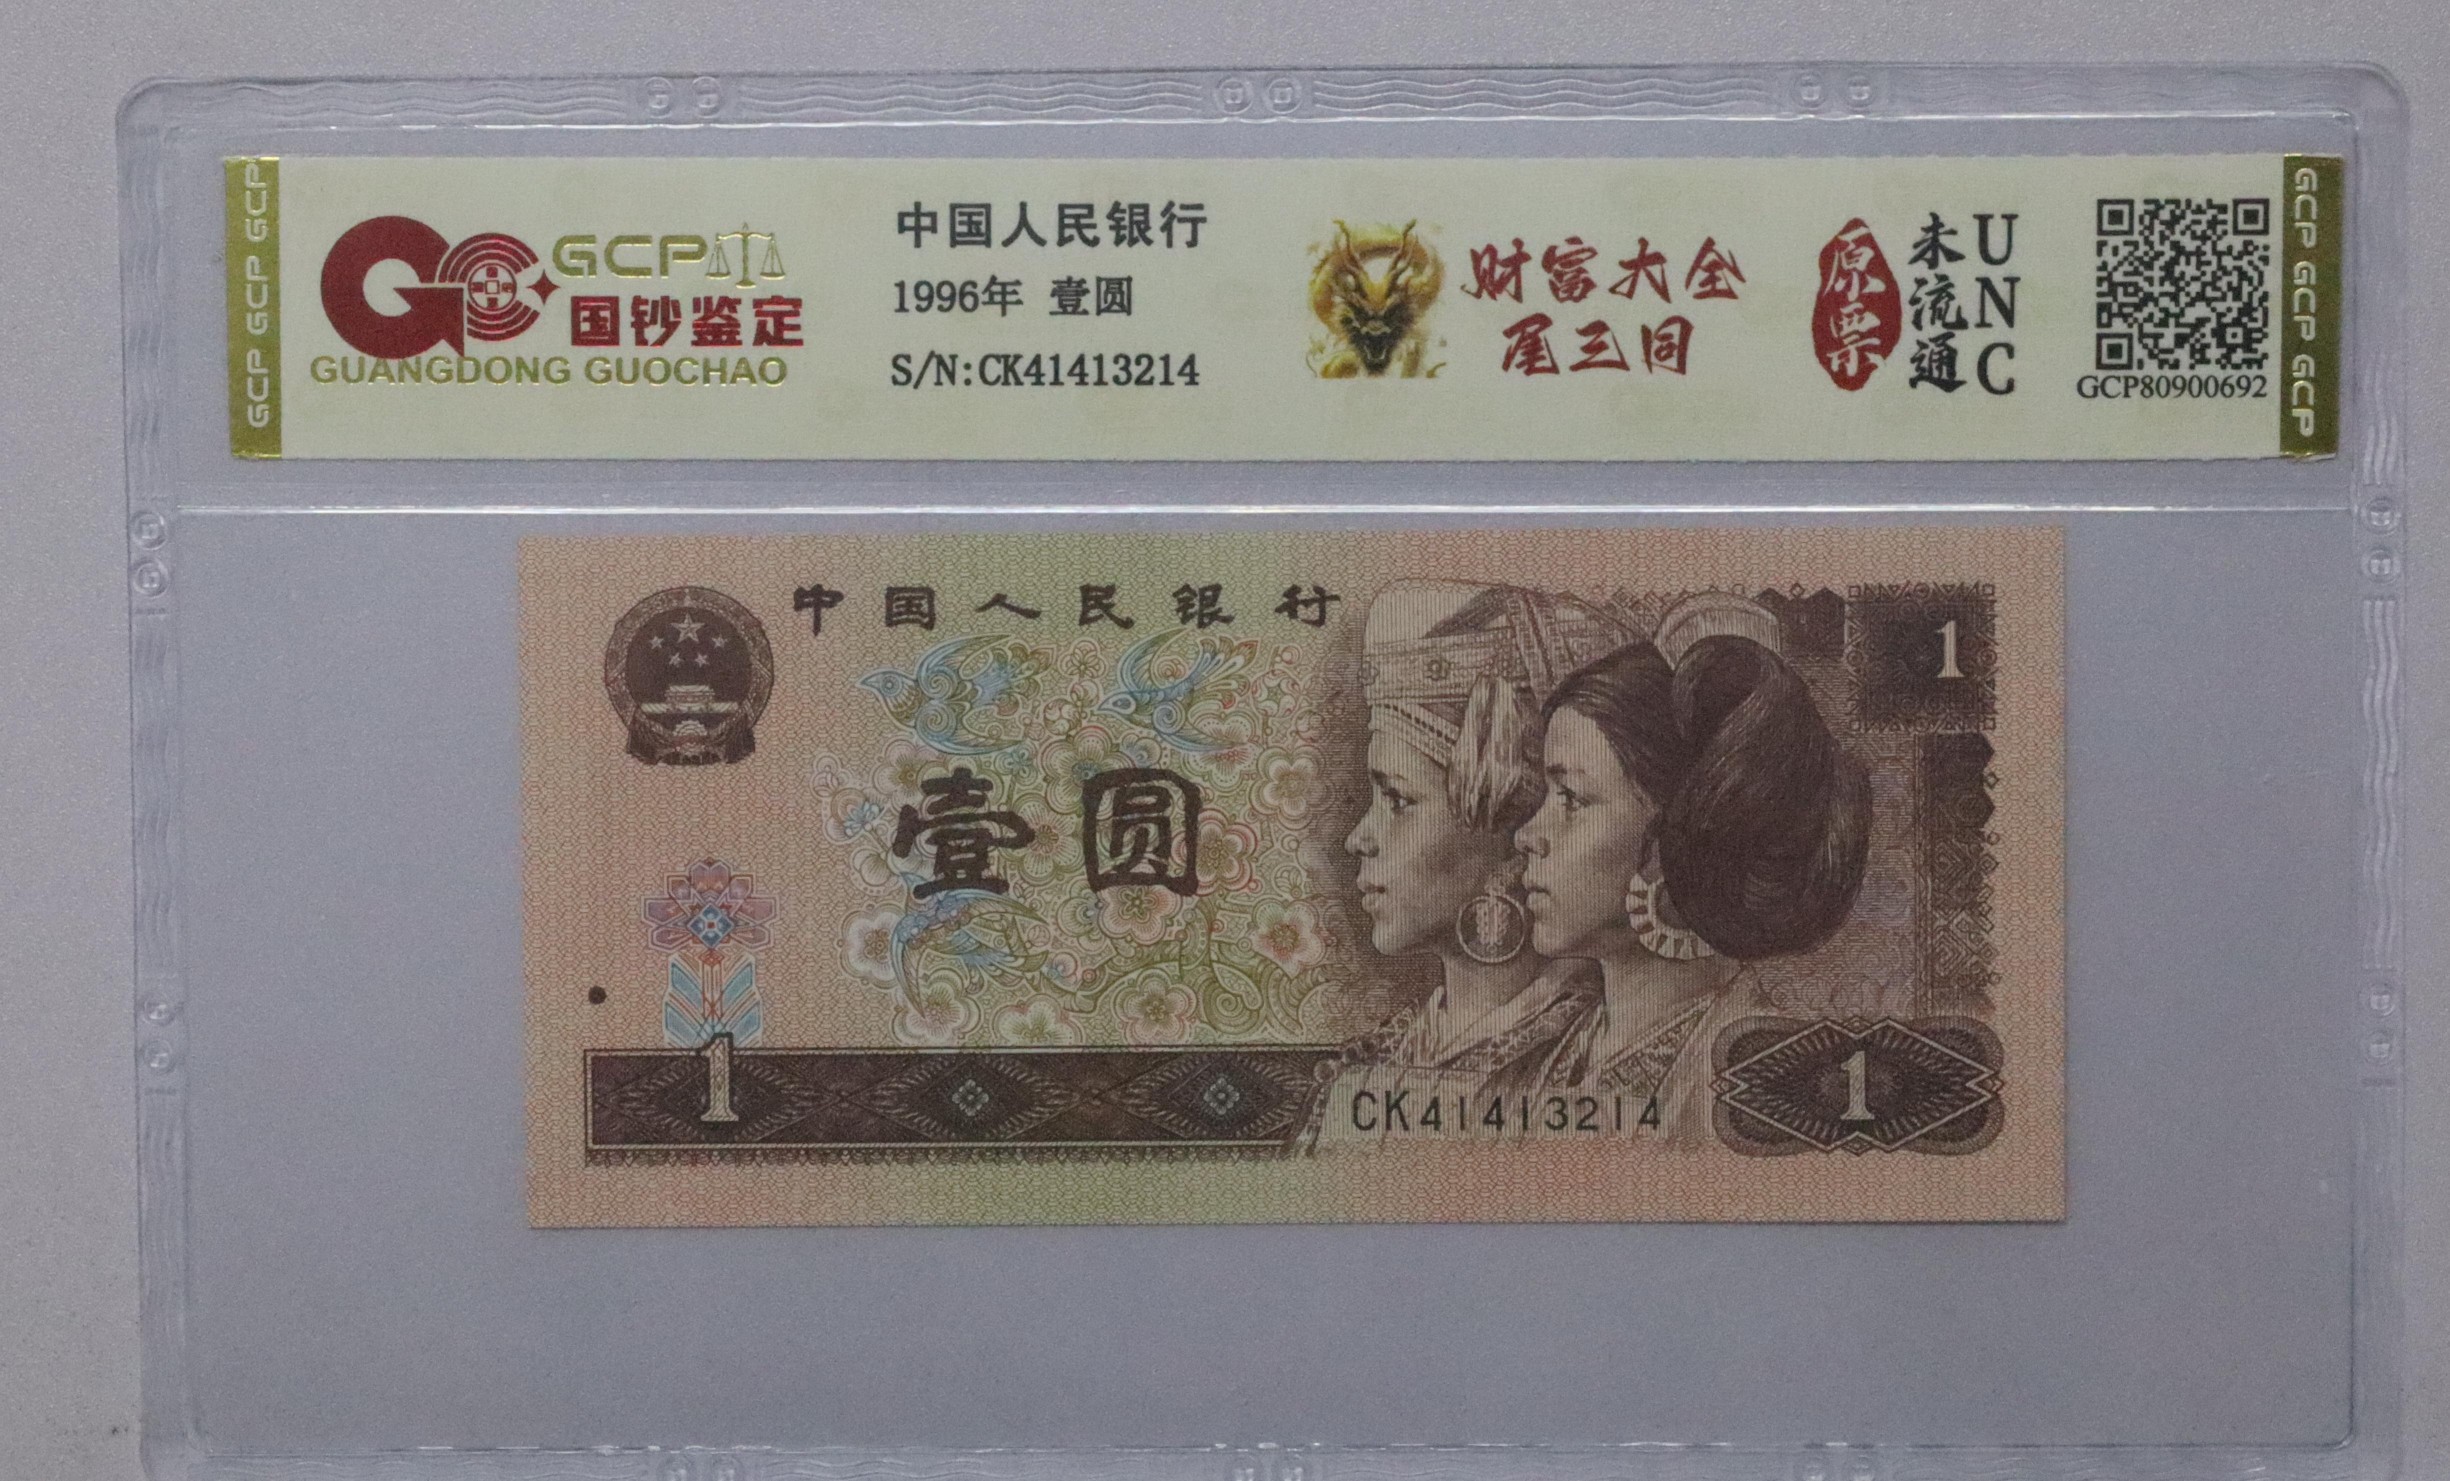 GCP GCP GCP
GCP
国钞鉴定
GUANGDONG GUOCHAO
中国人民银行
1996年 壹圆
S/N:CK41413214
财富大全
尾三同
原票
未流通
UNC
GCP80900692
GCP GCP GCP
中国人民银行
1
壹圆
1
CK41413214
1